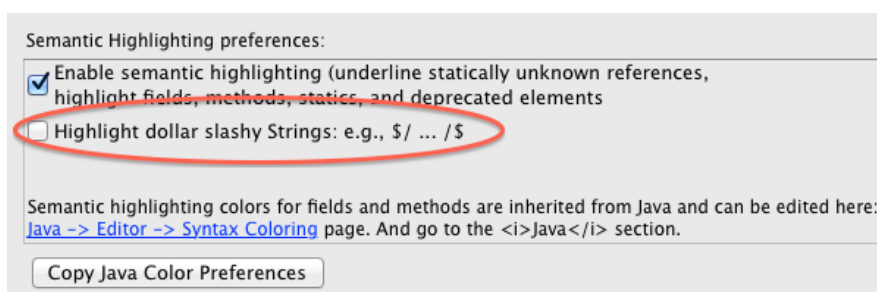 Semantic Highlighting preferences:
Enable semantic highlighting (underline statically unknown references,
highlight fields, methods, statics, and deprecated elements
Highlight dollar slashy Strings: e.g., $/ ... /$
Semantic highlighting colors for fields and methods are inherited from Java and can be edited here:
Java -> Editor -> Syntax Coloring page. And go to the <i>Java</i> section.
Copy Java Color Preferences